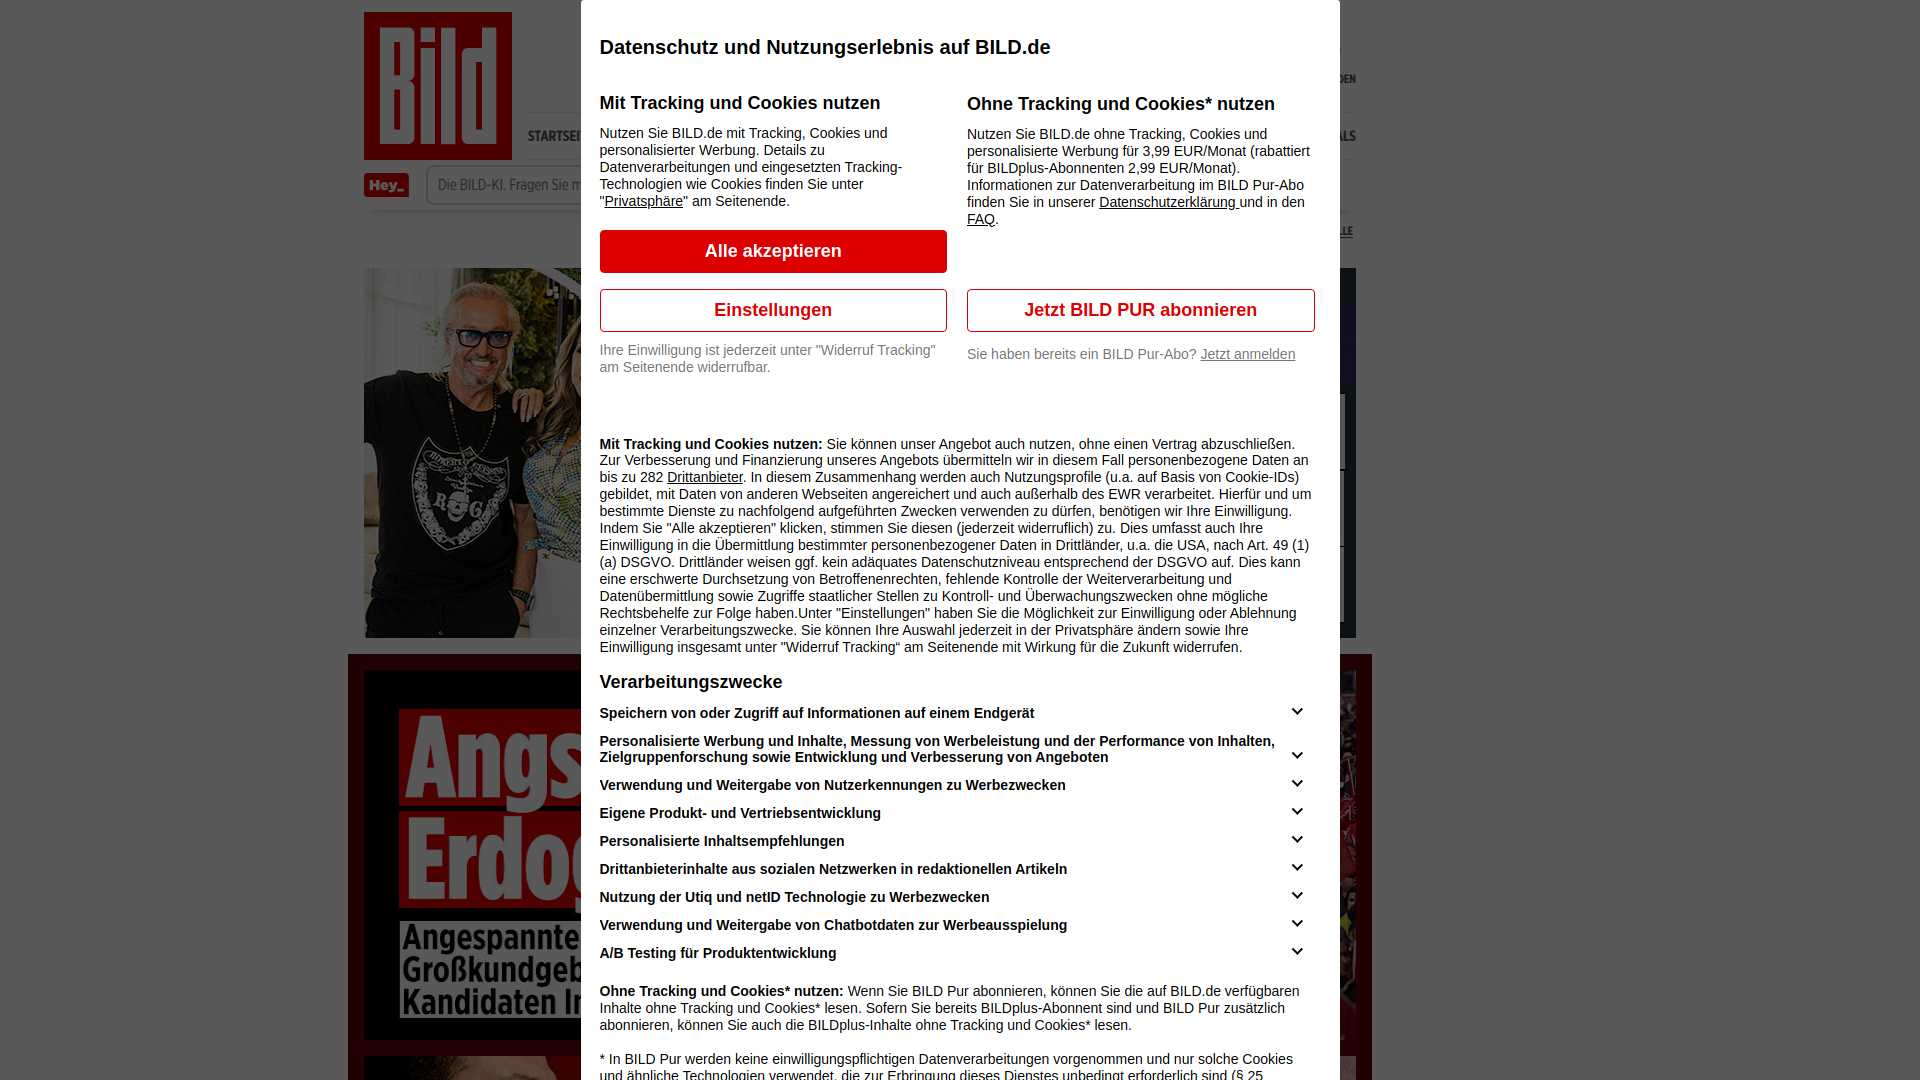 Bild
STARTSEI
Hey_
Die BILD-KI. Fragen Sie m
Datenschutz und Nutzungserlebnis auf BILD.de
Mit Tracking und Cookies nutzen
Nutzen Sie BILD.de mit Tracking, Cookies und
personalisierter Werbung. Details zu
Datenverarbeitungen und eingesetzten Tracking-
Technologien wie Cookies finden Sie unter
"Privatsphäre" am Seitenende.
Alle akzeptieren
Einstellungen
Ihre Einwilligung ist jederzeit unter "Widerruf Tracking"
am Seitenende widerrufbar.
Ohne Tracking und Cookies* nutzen
Nutzen Sie BILD.de ohne Tracking, Cookies und
personalisierte Werbung für 3,99 EUR/Monat (rabattiert
für BILDplus-Abonnenten 2,99 EUR/Monat).
Informationen zur Datenverarbeitung im BILD Pur-Abo
finden Sie in unserer Datenschutzerklärung und in den
FAQ.
Jetzt BILD PUR abonnieren
Sie haben bereits ein BILD Pur-Abo? Jetzt anmelden
Mit Tracking und Cookies nutzen: Sie können unser Angebot auch nutzen, ohne einen Vertrag abzuschließen.
Zur Verbesserung und Finanzierung unseres Angebots übermitteln wir in diesem Fall personenbezogene Daten an
bis zu 282 Drittanbieter. In diesem Zusammenhang werden auch Nutzungsprofile (u.a. auf Basis von Cookie-IDs)
gebildet, mit Daten von anderen Webseiten angereichert und auch außerhalb des EWR verarbeitet. Hierfür und um
bestimmte Dienste zu nachfolgend aufgeführten Zwecken verwenden zu dürfen, benötigen wir Ihre Einwilligung.
Indem Sie "Alle akzeptieren" klicken, stimmen Sie diesen (jederzeit widerruflich) zu. Dies umfasst auch Ihre
Einwilligung in die Übermittlung bestimmter personenbezogener Daten in Drittländer, u.a. die USA, nach Art. 49 (1)
(a) DSGVO. Drittländer weisen ggf. kein adäquates Datenschutzniveau entsprechend der DSGVO auf. Dies kann
eine erschwerte Durchsetzung von Betroffenenrechten, fehlende Kontrolle der Weiterverarbeitung und
Datenübermittlung sowie Zugriffe staatlicher Stellen zu Kontroll- und Überwachungszwecken ohne mögliche
Rechtsbehelfe zur Folge haben.Unter "Einstellungen" haben Sie die Möglichkeit zur Einwilligung oder Ablehnung
einzelner Verarbeitungszwecke. Sie können Ihre Auswahl jederzeit in der Privatsphäre ändern sowie Ihre
Einwilligung insgesamt unter "Widerruf Tracking“ am Seitenende mit Wirkung für die Zukunft widerrufen.
Verarbeitungszwecke
Speichern von oder Zugriff auf Informationen auf einem Endgerät
Personalisierte Werbung und Inhalte, Messung von Werbeleistung und der Performance von Inhalten,
Zielgruppenforschung sowie Entwicklung und Verbesserung von Angeboten
Verwendung und Weitergabe von Nutzerkennungen zu Werbezwecken
Eigene Produkt- und Vertriebsentwicklung
Personalisierte Inhaltsempfehlungen
Drittanbieterinhalte aus sozialen Netzwerken in redaktionellen Artikeln
Nutzung der Utiq und netID Technologie zu Werbezwecken
Verwendung und Weitergabe von Chatbotdaten zur Werbeausspielung
A/B Testing für Produktentwicklung
Ohne Tracking und Cookies* nutzen: Wenn Sie BILD Pur abonnieren, können Sie die auf BILD.de verfügbaren
Inhalte ohne Tracking und Cookies* lesen. Sofern Sie bereits BILDplus-Abonnent sind und BILD Pur zusätzlich
abonnieren, können Sie auch die BILDplus-Inhalte ohne Tracking und Cookies* lesen.
* In BILD Pur werden keine einwilligungspflichtigen Datenverarbeitungen vorgenommen und nur solche Cookies
und ähnliche Technologien verwendet, die zur Erbringung dieses Dienstes unbedingt erforderlich sind (§ 25
DEN
ALS
LLE
Angs
Erdog
Angespannte
Großkundgeb
Kandidaten In